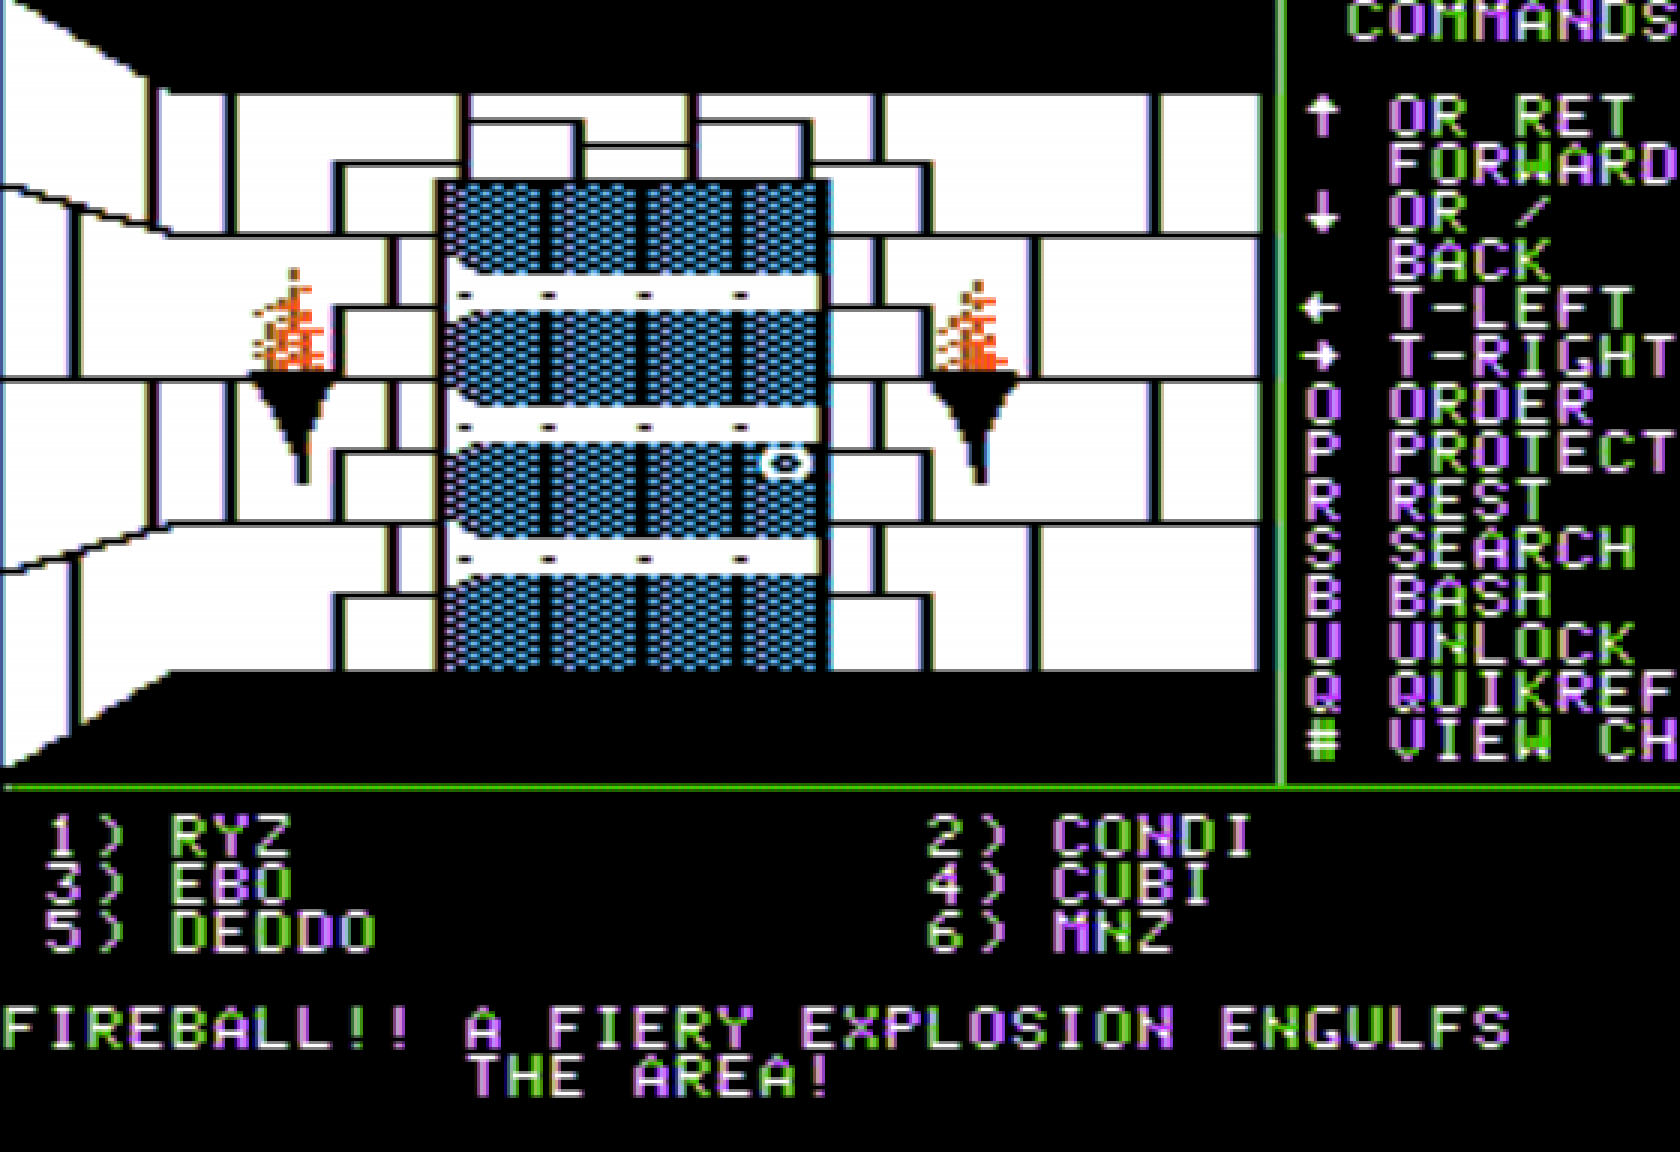 COMMANDS
↑ OR RET
FORWARD
↓ OR /
BACK
← T-LEFT
→ T-RIGHT
O ORDER
P PROTECT
R REST
S SEARCH
B BASH
U UNLOCK
Q QUIKREF
# VIEW CH
1) RYZ 2) CONDI
3) EBO 4) CUBI
5) DEDDO 6) MNZ
FIREBALL!! A FIERY EXPLOSION ENGULFS
THE AREA!